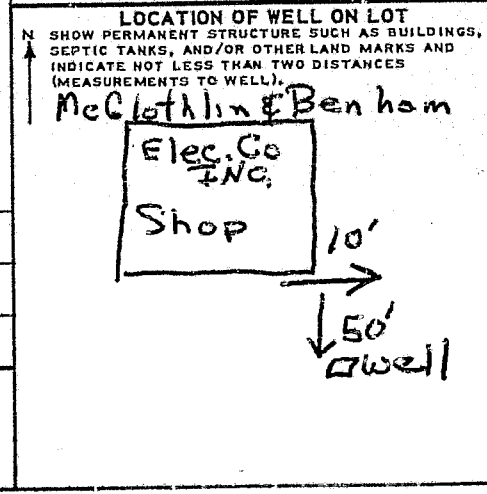 LOCATION OF WELL ON LOT
N SHOW PERMANENT STRUCTURE SUCH AS BUILDINGS,
SEPTIC TANKS, AND/OR OTHER LAND MARKS AND
INDICATE NOT LESS THAN TWO DISTANCES
(MEASUREMENTS TO WELL).
McClothlin & Benham
Elec. Co
INC.
Shop
10'
50'
well